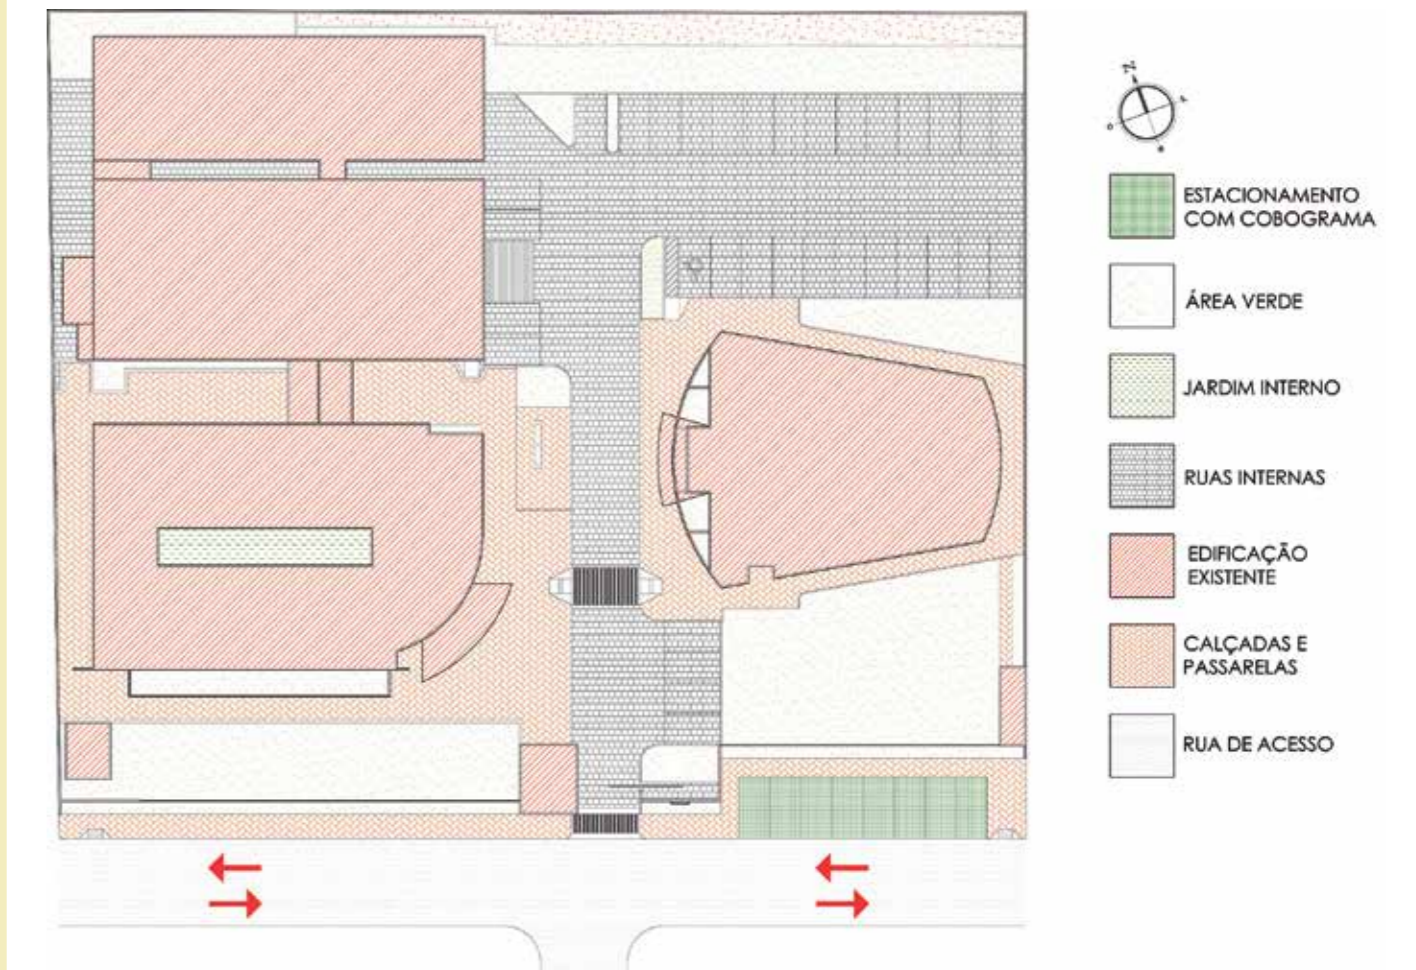 N
L
O
S
ESTACIONAMENTO
COM COBOGRAMA
ÁREA VERDE
JARDIM INTERNO
RUAS INTERNAS
EDIFICAÇÃO
EXISTENTE
CALÇADAS E
PASSARELAS
RUA DE ACESSO